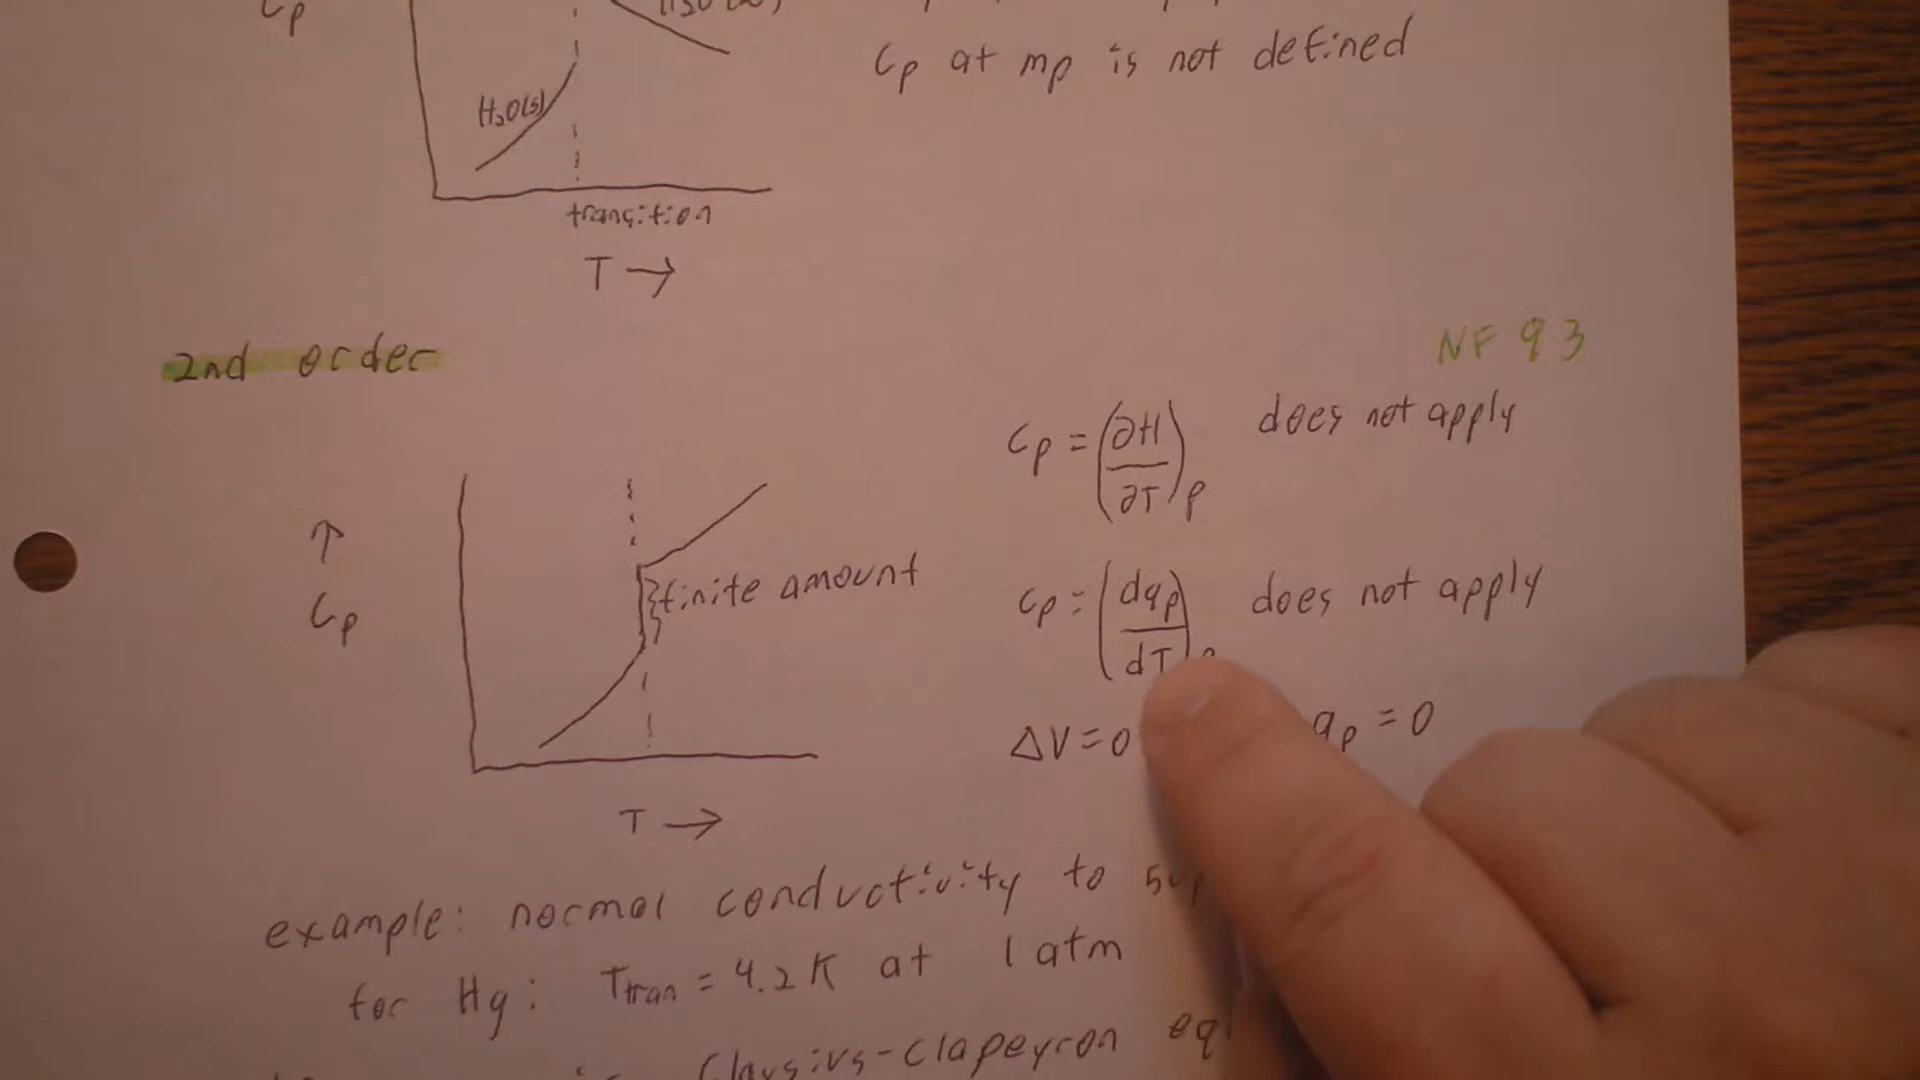 Cp
Cp at mp is not defined
H₂O(s)
transition
T →
2nd order
NF 93
Cp = (∂H/∂T)p does not apply
↑
Cp
finite amount
cp = (dqp/dT) does not apply
ΔV = 0 qp = 0
T →
example: normal conductivity to
for Hg: Ttran = 4.2 K at 1 atm
Clausius-Clapeyron